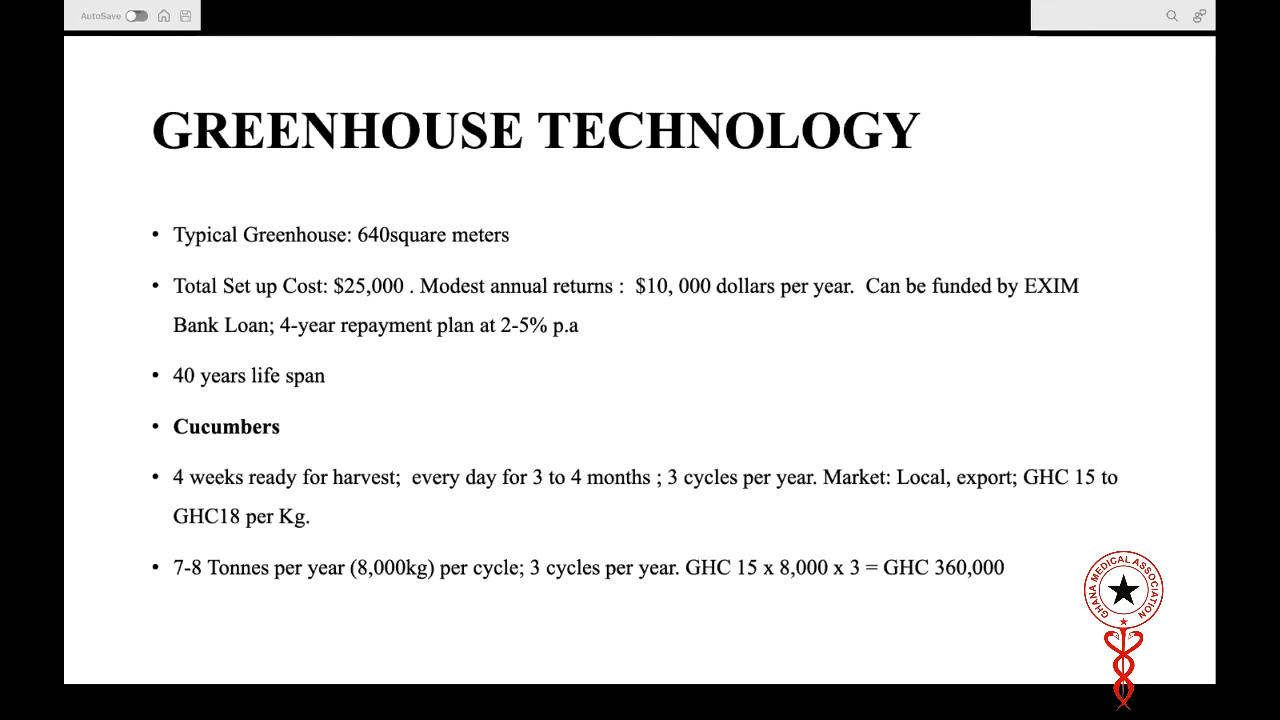 AutoSave
GREENHOUSE TECHNOLOGY
• Typical Greenhouse: 640square meters
• Total Set up Cost: $25,000 . Modest annual returns :  $10, 000 dollars per year.  Can be funded by EXIM
Bank Loan; 4-year repayment plan at 2-5% p.a
• 40 years life span
• Cucumbers
• 4 weeks ready for harvest;  every day for 3 to 4 months ; 3 cycles per year. Market: Local, export; GHC 15 to
GHC18 per Kg.
• 7-8 Tonnes per year (8,000kg) per cycle; 3 cycles per year. GHC 15 x 8,000 x 3 = GHC 360,000
GHANA MEDICAL ASSOCIATION